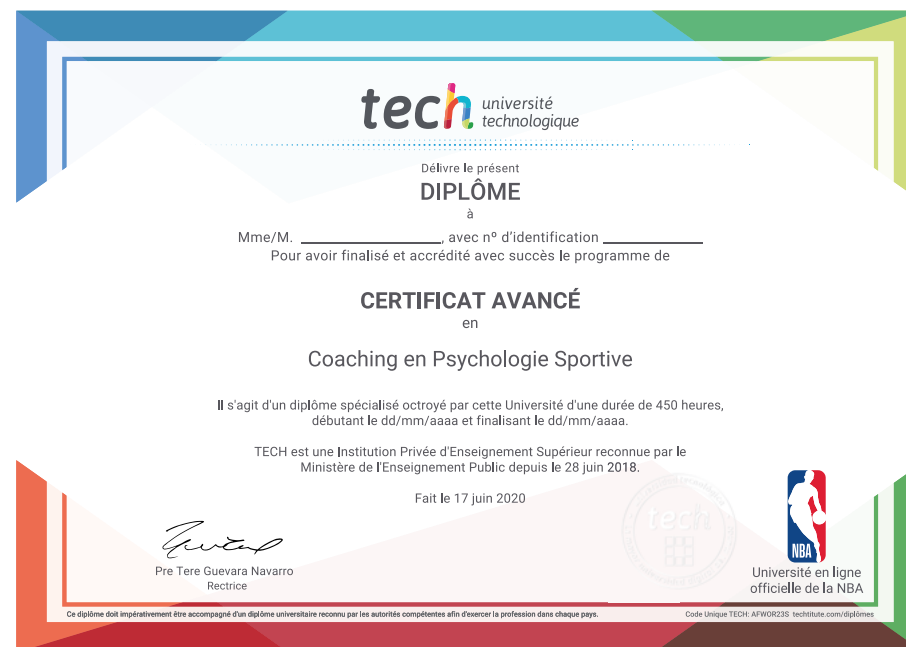 tech université
technologique
Délivre le présent
DIPLÔME
à
Mme/M. ____________________, avec nº d'identification ______________
Pour avoir finalisé et accrédité avec succès le programme de
CERTIFICAT AVANCÉ
en
Coaching en Psychologie Sportive
Il s'agit d'un diplôme spécialisé octroyé par cette Université d'une durée de 450 heures,
débutant le dd/mm/aaaa et finalisant le dd/mm/aaaa.
TECH est une Institution Privée d'Enseignement Supérieur reconnue par le
Ministère de l'Enseignement Public depuis le 28 juin 2018.
Fait le 17 juin 2020
tech
NBA
Pre Tere Guevara Navarro
Rectrice
Université en ligne
officielle de la NBA
Ce diplôme doit impérativement être accompagné d'un diplôme universitaire reconnu par les autorités compétentes afin d'exercer la profession dans chaque pays.
Code Unique TECH: AFWOR23S techtitute.com/diplômes